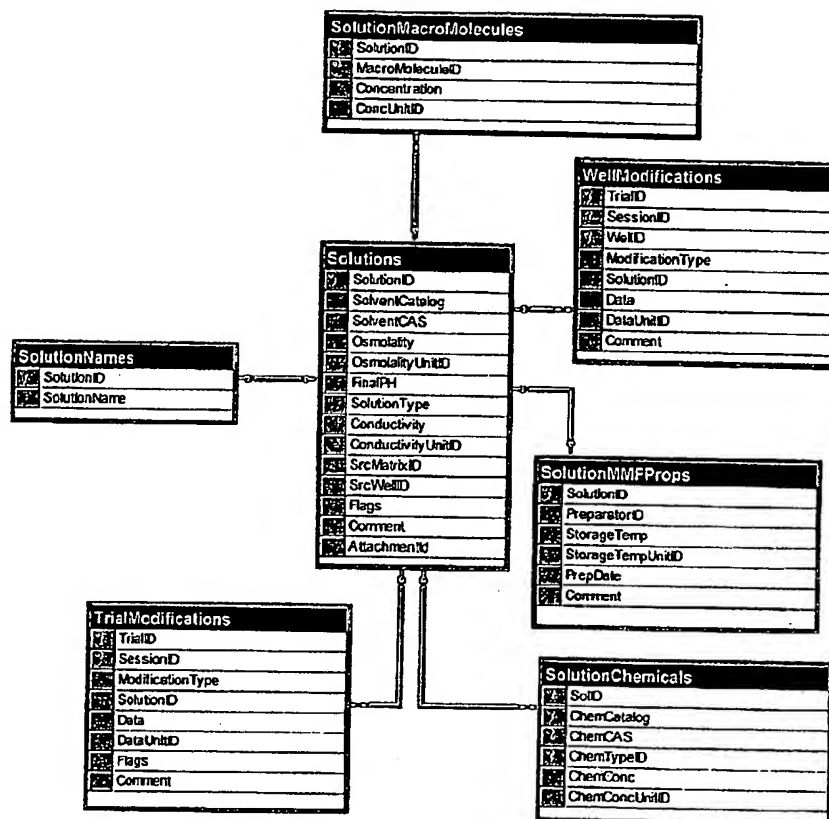 SolutionMacroMolecules
SolutionID
MacroMoleculeID
Concentration
ConcUnitID
WellModifications
TrialID
SessionID
WellID
ModificationType
SolutionID
Data
DataUnitID
Comment
Solutions
SolutionID
SolventCatalog
SolventCAS
Osmolality
OsmolalityUnitID
FinalPH
SolutionType
Conductivity
ConductivityUnitID
SrcMatrixID
SrcWellID
Flags
Comment
AttachmentId
SolutionNames
SolutionID
SolutionName
SolutionMMFProps
SolutionID
PreparatorID
StorageTemp
StorageTempUnitID
PrepDate
Comment
TrialModifications
TrialID
SessionID
ModificationType
SolutionID
Data
DataUnitID
Flags
Comment
SolutionChemicals
SolID
ChemCatalog
ChemCAS
ChemTypeID
ChemConc
ChemConcUnitID